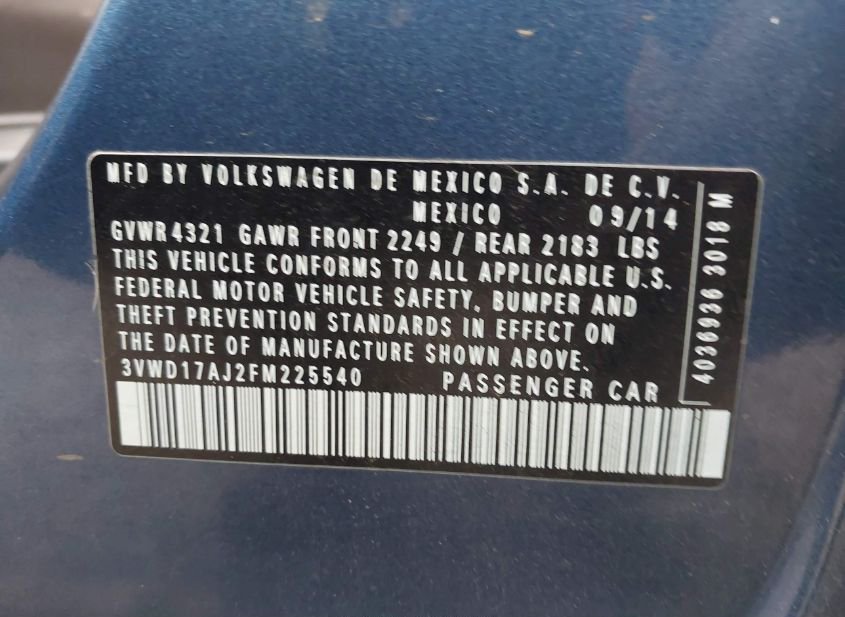 MFD BY VOLKSWAGEN DE MEXICO S.A. DE C.V.
MEXICO 09/14
GVWR 4321 GAWR FRONT 2249 / REAR 2183 LBS
THIS VEHICLE CONFORMS TO ALL APPLICABLE U.S.
FEDERAL MOTOR VEHICLE SAFETY, BUMPER AND
THEFT PREVENTION STANDARDS IN EFFECT ON
THE DATE OF MANUFACTURE SHOWN ABOVE.
3VWD17AJ2FM225540 PASSENGER CAR
4036936 3018 M